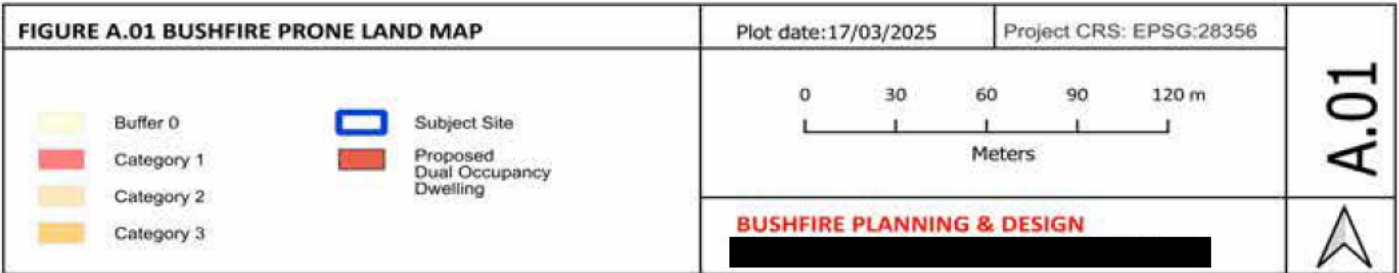 FIGURE A.01 BUSHFIRE PRONE LAND MAP
Plot date:17/03/2025
Project CRS: EPSG:28356
Buffer 0
Category 1
Category 2
Category 3
Subject Site
Proposed
Dual Occupancy
Dwelling
0 30 60 90 120 m
Meters
BUSHFIRE PLANNING & DESIGN
A.01